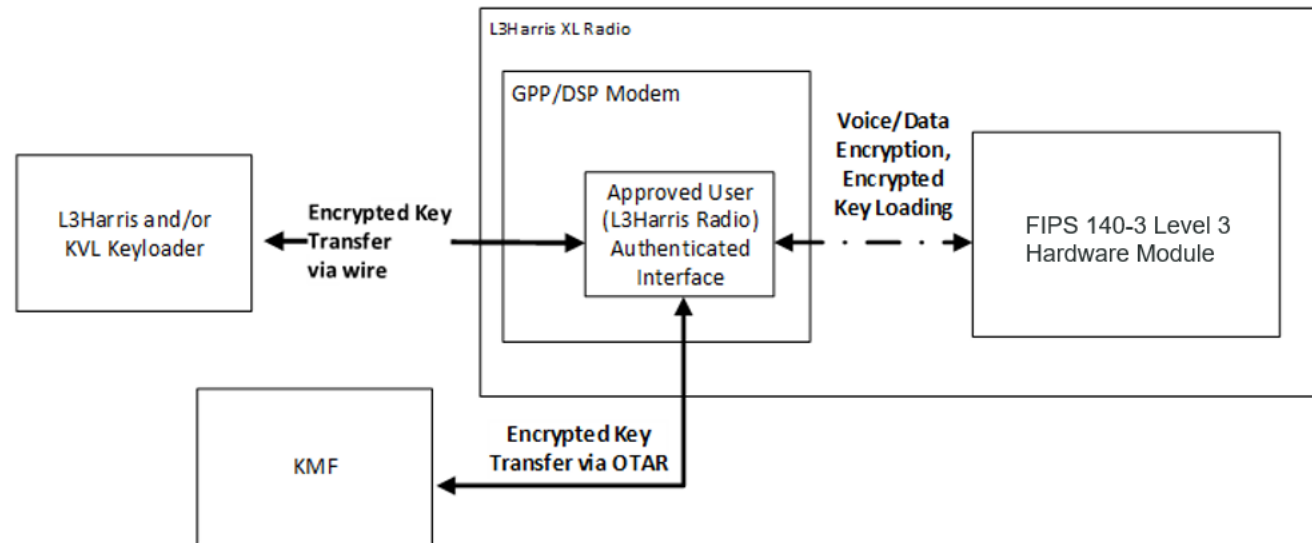 L3Harris XL Radio
GPP/DSP Modem
Voice/Data
Encryption,
Encrypted
Key Loading
L3Harris and/or
KVL Keyloader
Encrypted Key
Transfer
via wire
Approved User
(L3Harris Radio)
Authenticated
Interface
FIPS 140-3 Level 3
Hardware Module
KMF
Encrypted Key
Transfer via OTAR